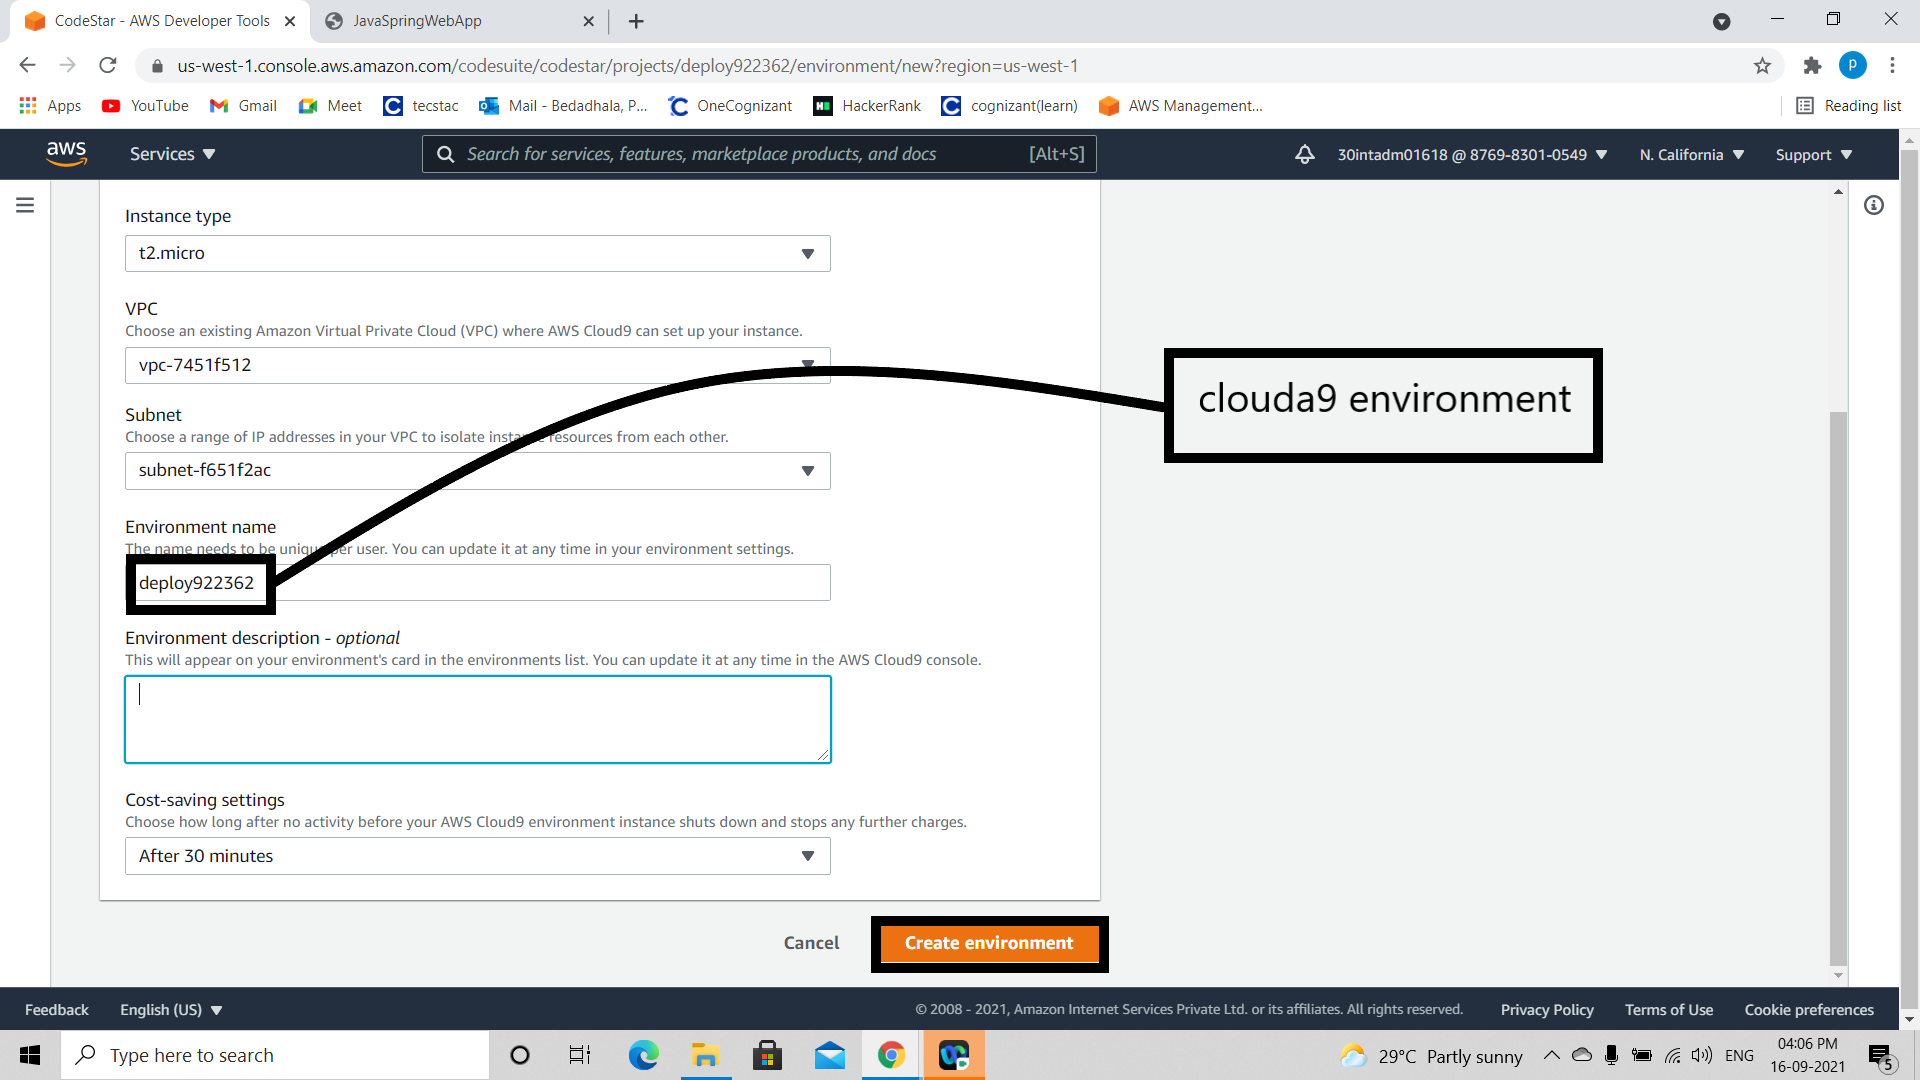 CodeStar - AWS Developer Tools
JavaSpringWebApp
us-west-1.console.aws.amazon.com/codesuite/codestar/projects/deploy922362/environment/new?region=us-west-1
P
Apps
YouTube
Gmail
Meet
tecstac
Mail - Bedadhala, P...
OneCognizant
HackerRank
cognizant(learn)
AWS Management...
Reading list
aws
Services
Search for services, features, marketplace products, and docs
[Alt+S]
30intadm01618 @ 8769-8301-0549
N. California
Support
Instance type
t2.micro
VPC
Choose an existing Amazon Virtual Private Cloud (VPC) where AWS Cloud9 can set up your instance.
vpc-7451f512
clouda9 environment
Subnet
Choose a range of IP addresses in your VPC to isolate instance resources from each other.
subnet-f651f2ac
Environment name
The name needs to be unique per user. You can update it at any time in your environment settings.
deploy922362
Environment description - optional
This will appear on your environment's card in the environments list. You can update it at any time in the AWS Cloud9 console.
Cost-saving settings
Choose how long after no activity before your AWS Cloud9 environment instance shuts down and stops any further charges.
After 30 minutes
Cancel
Create environment
Feedback
English (US)
© 2008 - 2021, Amazon Internet Services Private Ltd. or its affiliates. All rights reserved.
Privacy Policy
Terms of Use
Cookie preferences
Type here to search
29°C Partly sunny
ENG
04:06 PM
16-09-2021
5